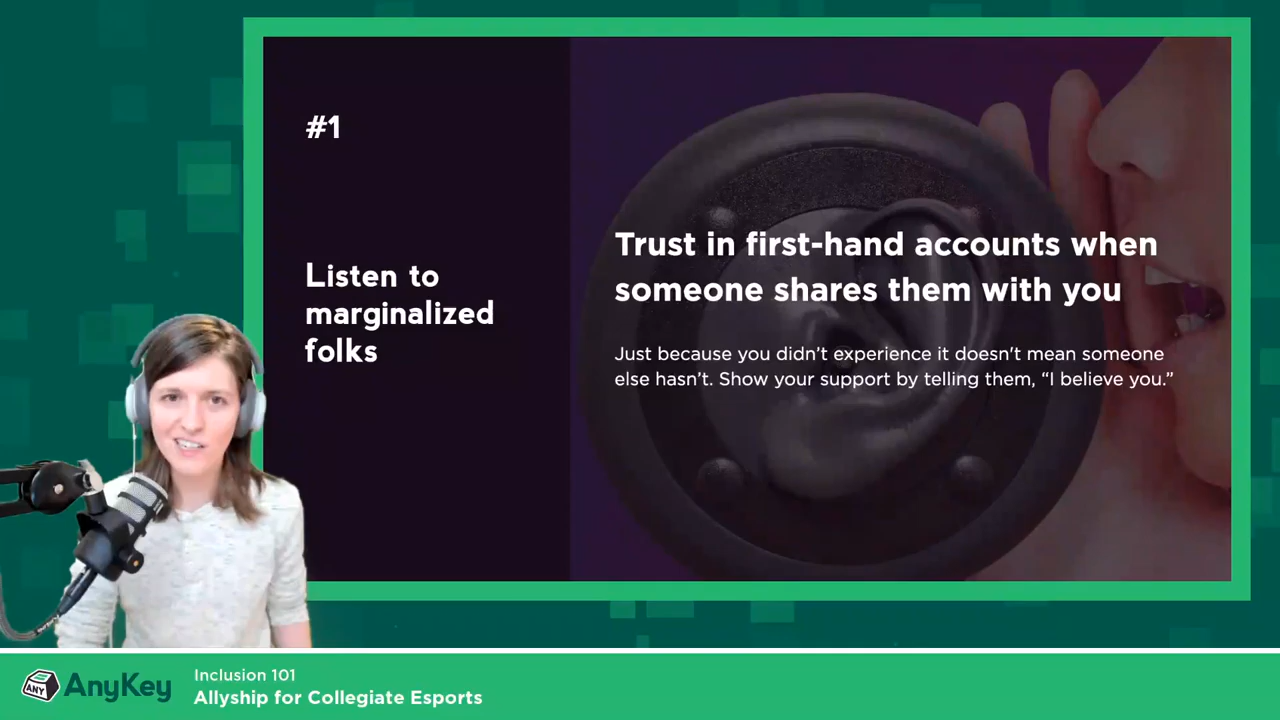 #1
Listen to
marginalized
folks
Trust in first-hand accounts when
someone shares them with you
Just because you didn’t experience it doesn't mean someone
else hasn’t. Show your support by telling them, “I believe you.”
ANY AnyKey
Inclusion 101
Allyship for Collegiate Esports